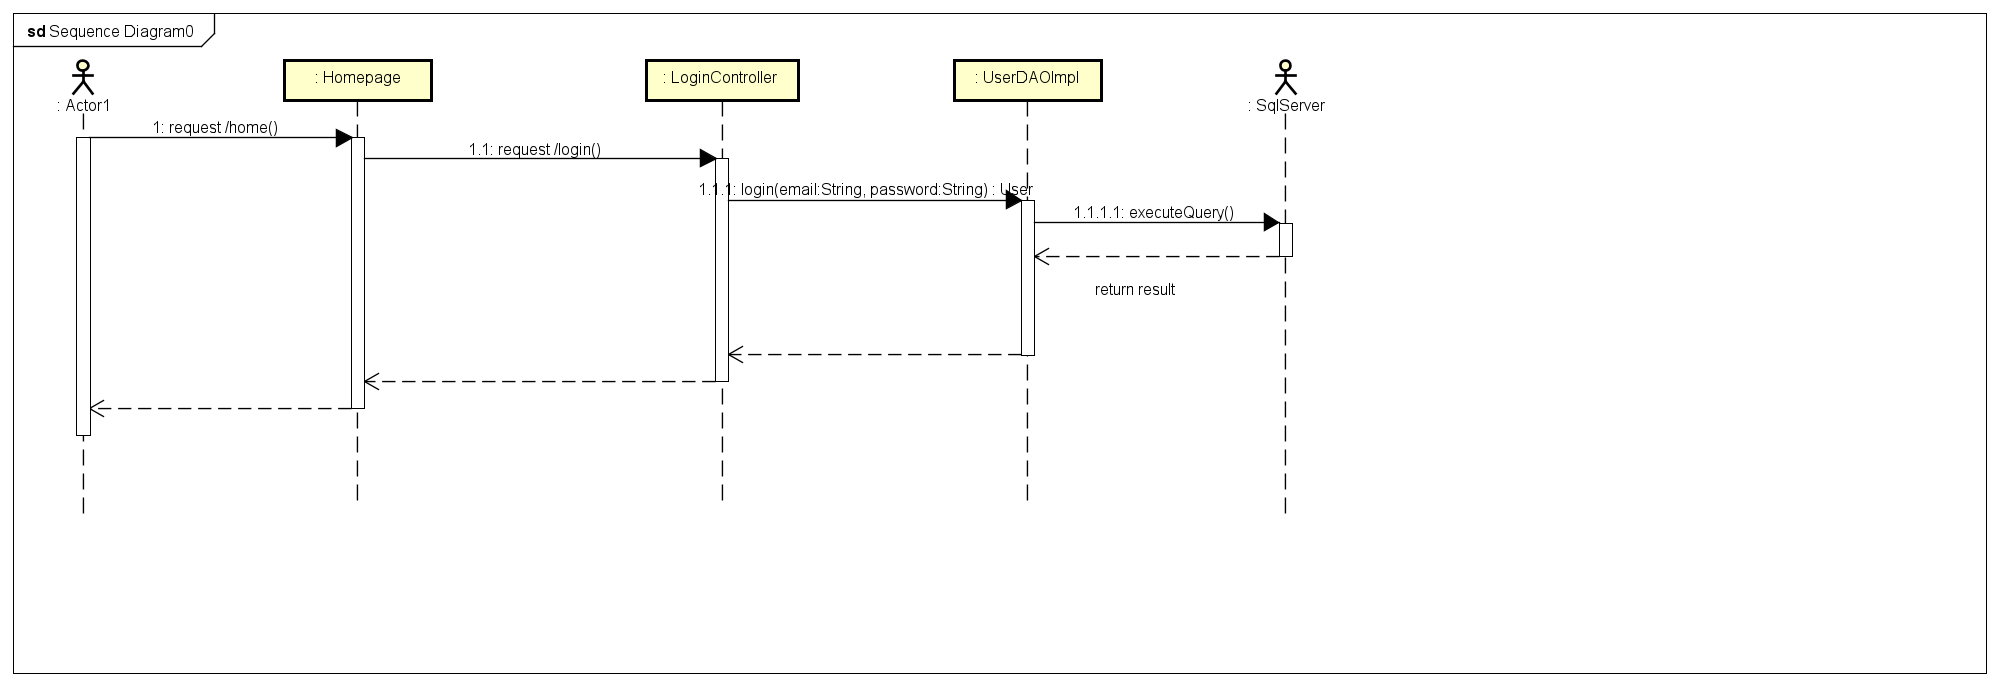 sd Sequence Diagram0
: Actor1
: Homepage
: LoginController
: UserDAOImpl
: SqlServer
1: request /home()
1.1: request /login()
1.1.1: login(email:String, password:String) : User
1.1.1.1: executeQuery()
return result